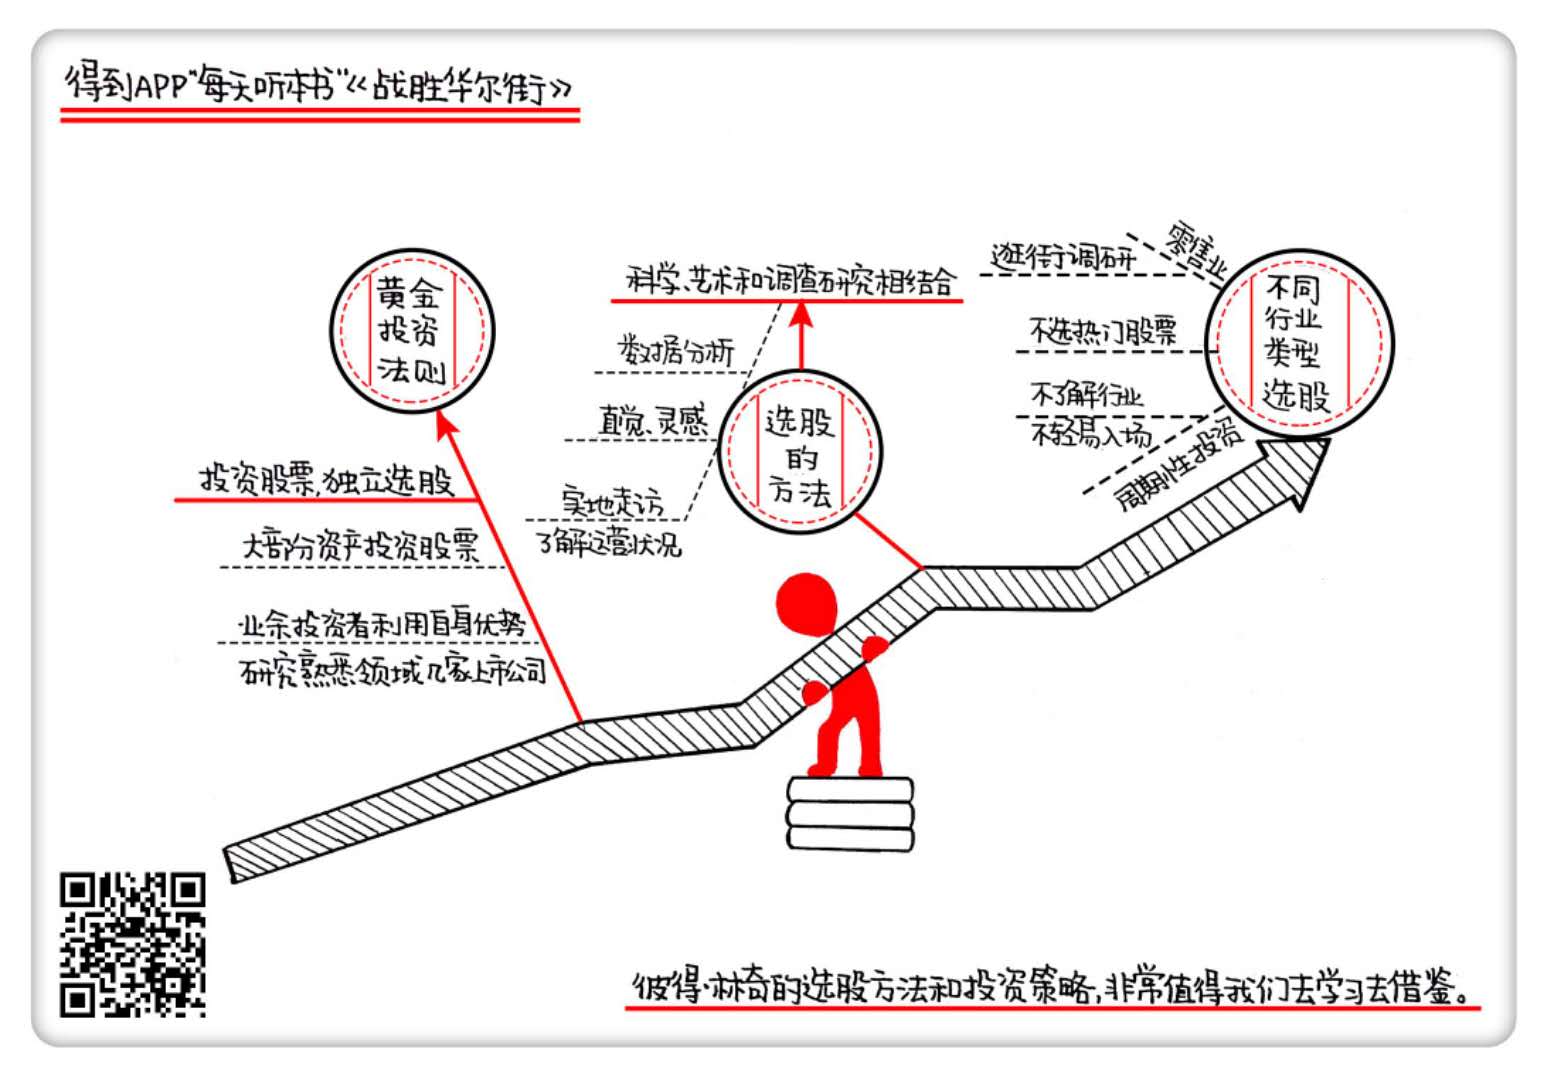 得到APP"每天听本书"《战胜华尔街》
黄金
投资
法则
投资股票,独立选股
大部份资产投资股票
业余投资者利用自身优势
研究熟悉领域几家上市公司
科学、艺术和调查研究相结合
数据分析
直觉、灵感
实地走访
了解运营状况
选股
的
方法
零售业
逛街调研
不选热门股票
不了解行业
不轻易入场
周期性投资
不同
行业
类型
选股
彼得·林奇的选股方法和投资策略,非常值得我们去学习去借鉴。